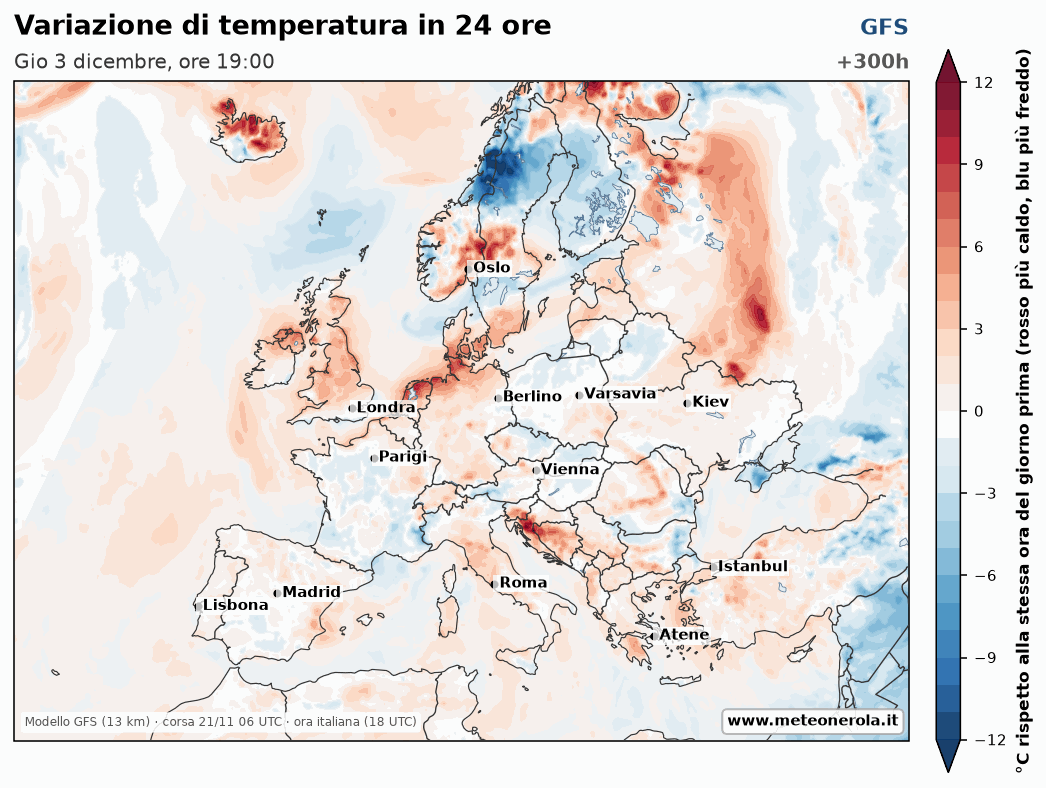 Variazione di temperatura in 24 ore
GFS
Gio 3 dicembre, ore 19:00
+300h
Oslo
Londra
Berlino
Varsavia
Kiev
Parigi
Vienna
Istanbul
Roma
Madrid
Lisbona
Atene
Modello GFS (13 km) · corsa 21/11 06 UTC · ora italiana (18 UTC)
www.meteonerola.it
12
9
6
3
0
−3
−6
−9
−12
°C rispetto alla stessa ora del giorno prima (rosso più caldo, blu più freddo)